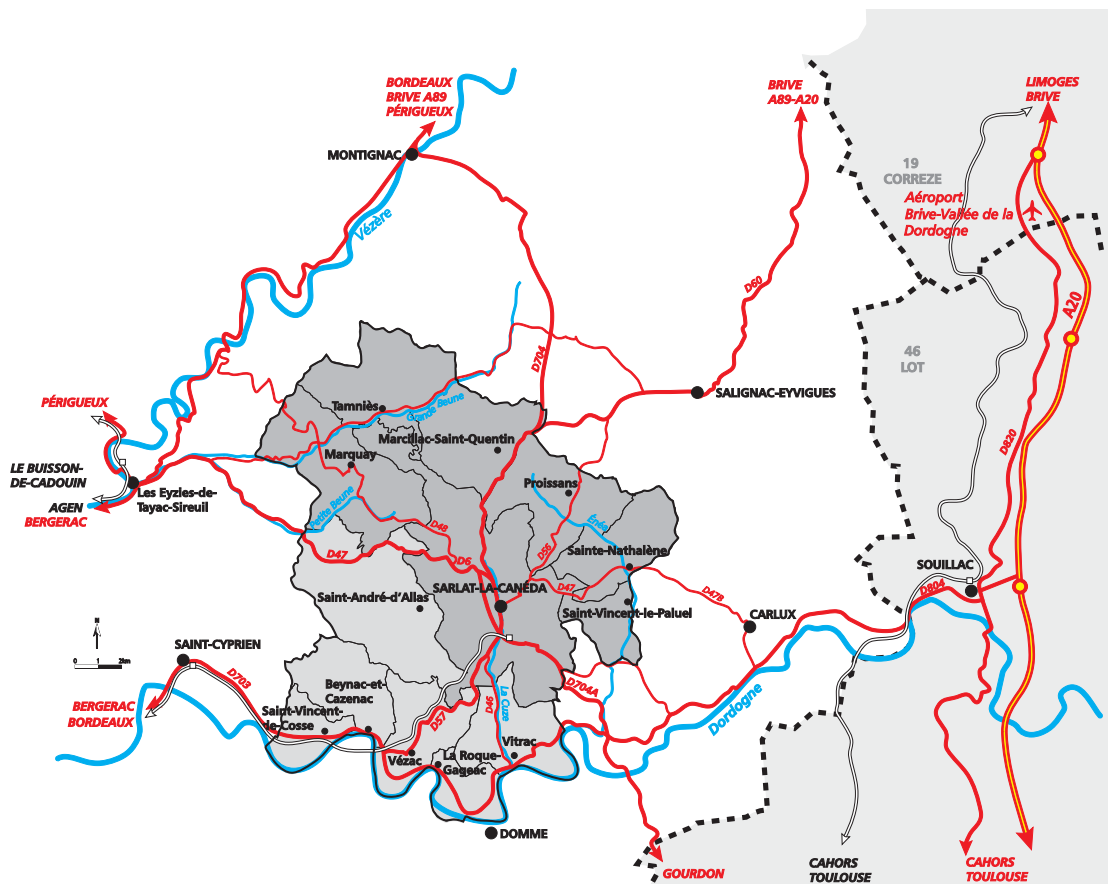 BORDEAUX
BRIVE A89
PÉRIGUEUX
BRIVE
A89-A20
LIMOGES
BRIVE
MONTIGNAC
19
CORREZE
Aéroport
Brive-Vallée de la
Dordogne
Vézère
D60
A20
D704
46
LOT
SALIGNAC-EYVIGUES
PÉRIGUEUX
Tamniès
Grande Beune
Marcillac-Saint-Quentin
D820
Marquay
LE BUISSON-
DE-CADOUIN
Proissans
Les Eyzies-de-
Tayac-Sireuil
AGEN
BERGERAC
Petite Beune
D48
Énéa
D56
Sainte-Nathalène
D47
D6
SOUILLAC
SARLAT-LA-CANÉDA
D47
D47B
D804
Saint-André-d'Allas
Saint-Vincent-le-Paluel
CARLUX
N
0 1 2km
SAINT-CYPRIEN
D703
D704A
Beynac-et-
Cazenac
La Cuze
D46
Dordogne
BERGERAC
BORDEAUX
Saint-Vincent-
de-Cosse
D57
Vitrac
Vézac
La Roque-
Gageac
DOMME
GOURDON
CAHORS
TOULOUSE
CAHORS
TOULOUSE